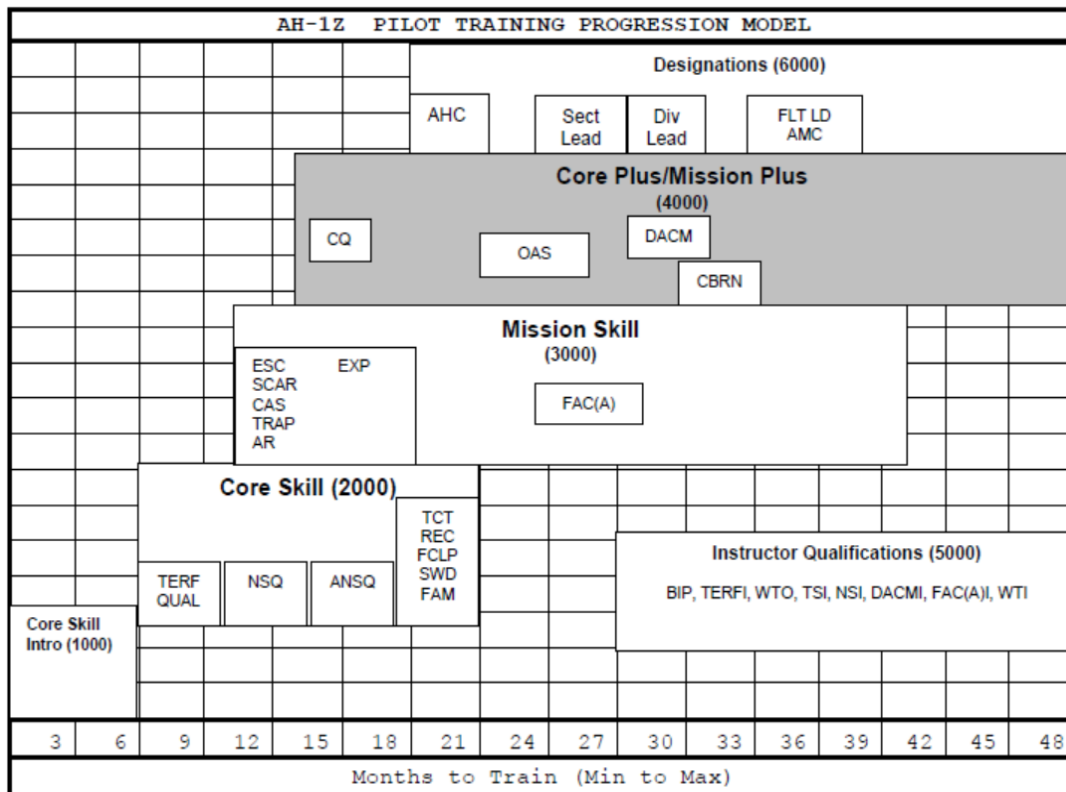 AH-1Z PILOT TRAINING PROGRESSION MODEL
Designations (6000)
AHC
Sect
Lead
Div
Lead
FLT LD
AMC
Core Plus/Mission Plus
(4000)
CQ
OAS
DACM
CBRN
Mission Skill
(3000)
ESC EXP
SCAR
CAS
TRAP
AR
FAC(A)
Core Skill (2000)
TERF
QUAL
NSQ
ANSQ
TCT
REC
FCLP
SWD
FAM
Instructor Qualifications (5000)
BIP, TERFI, WTO, TSI, NSI, DACMI, FAC(A)I, WTI
Core Skill
Intro (1000)
3 6 9 12 15 18 21 24 27 30 33 36 39 42 45 48
Months to Train (Min to Max)